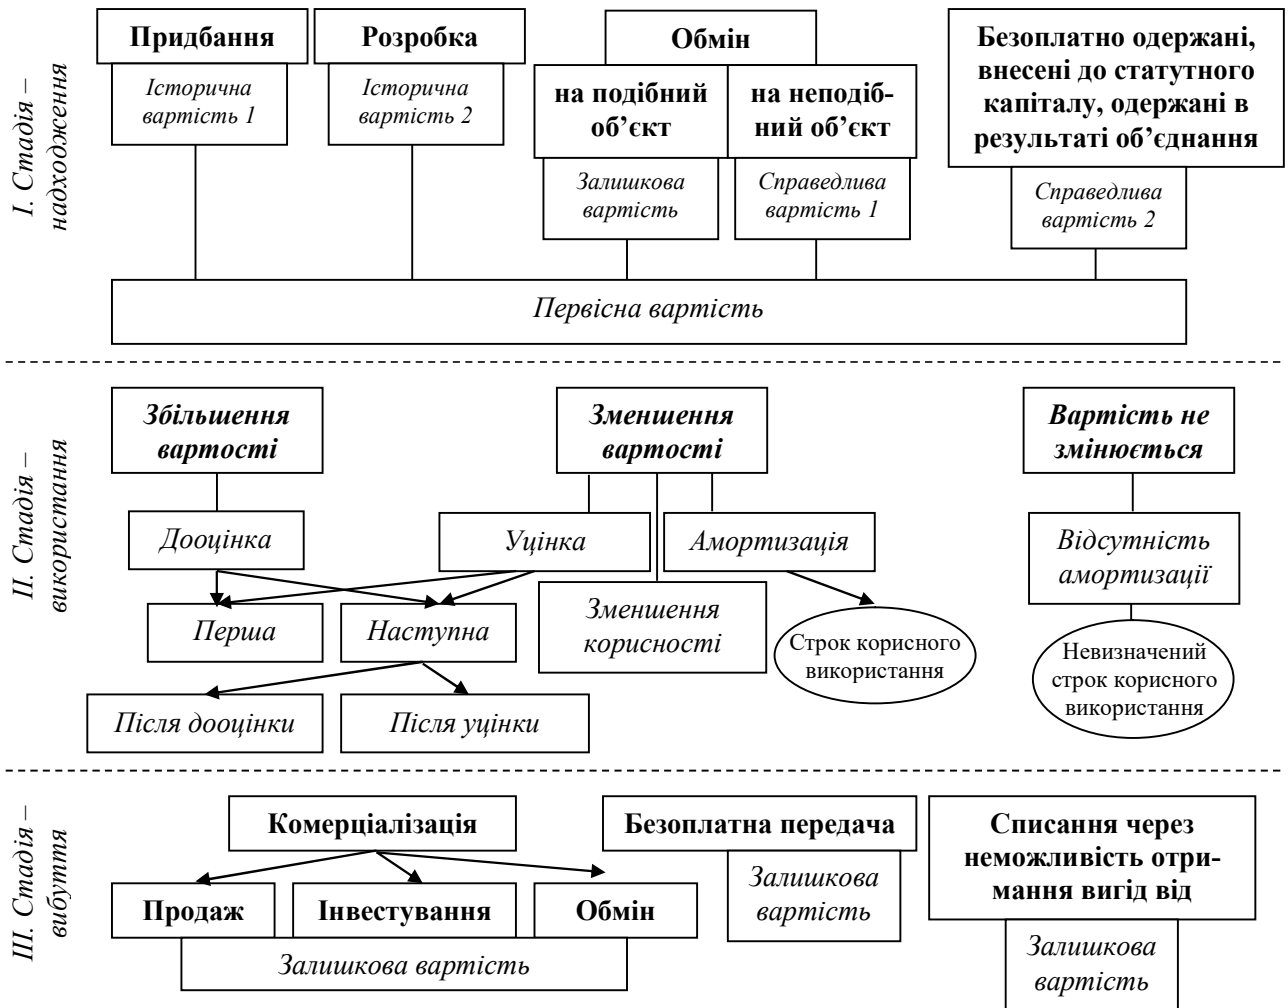 І. Стадія –
надходження
Придбання
Історична
вартість 1
Розробка
Історична
вартість 2
Обмін
на подібний
об’єкт
Залишкова
вартість
на неподіб-
ний об’єкт
Справедлива
вартість 1
Безоплатно одержані,
внесені до статутного
капіталу, одержані в
результаті об’єднання
Справедлива
вартість 2
Первісна вартість
ІІ. Стадія –
використання
Збільшення
вартості
Зменшення
вартості
Вартість не
змінюється
Дооцінка
Уцінка
Амортизація
Відсутність
амортизації
Перша
Наступна
Зменшення
корисності
Строк корисного
використання
Невизначений
строк корисного
використання
Після дооцінки
Після уцінки
ІІІ. Стадія –
вибуття
Комерціалізація
Продаж
Інвестування
Обмін
Залишкова вартість
Безоплатна передача
Залишкова
вартість
Списання через
неможливість отри-
мання вигід від
Залишкова
вартість